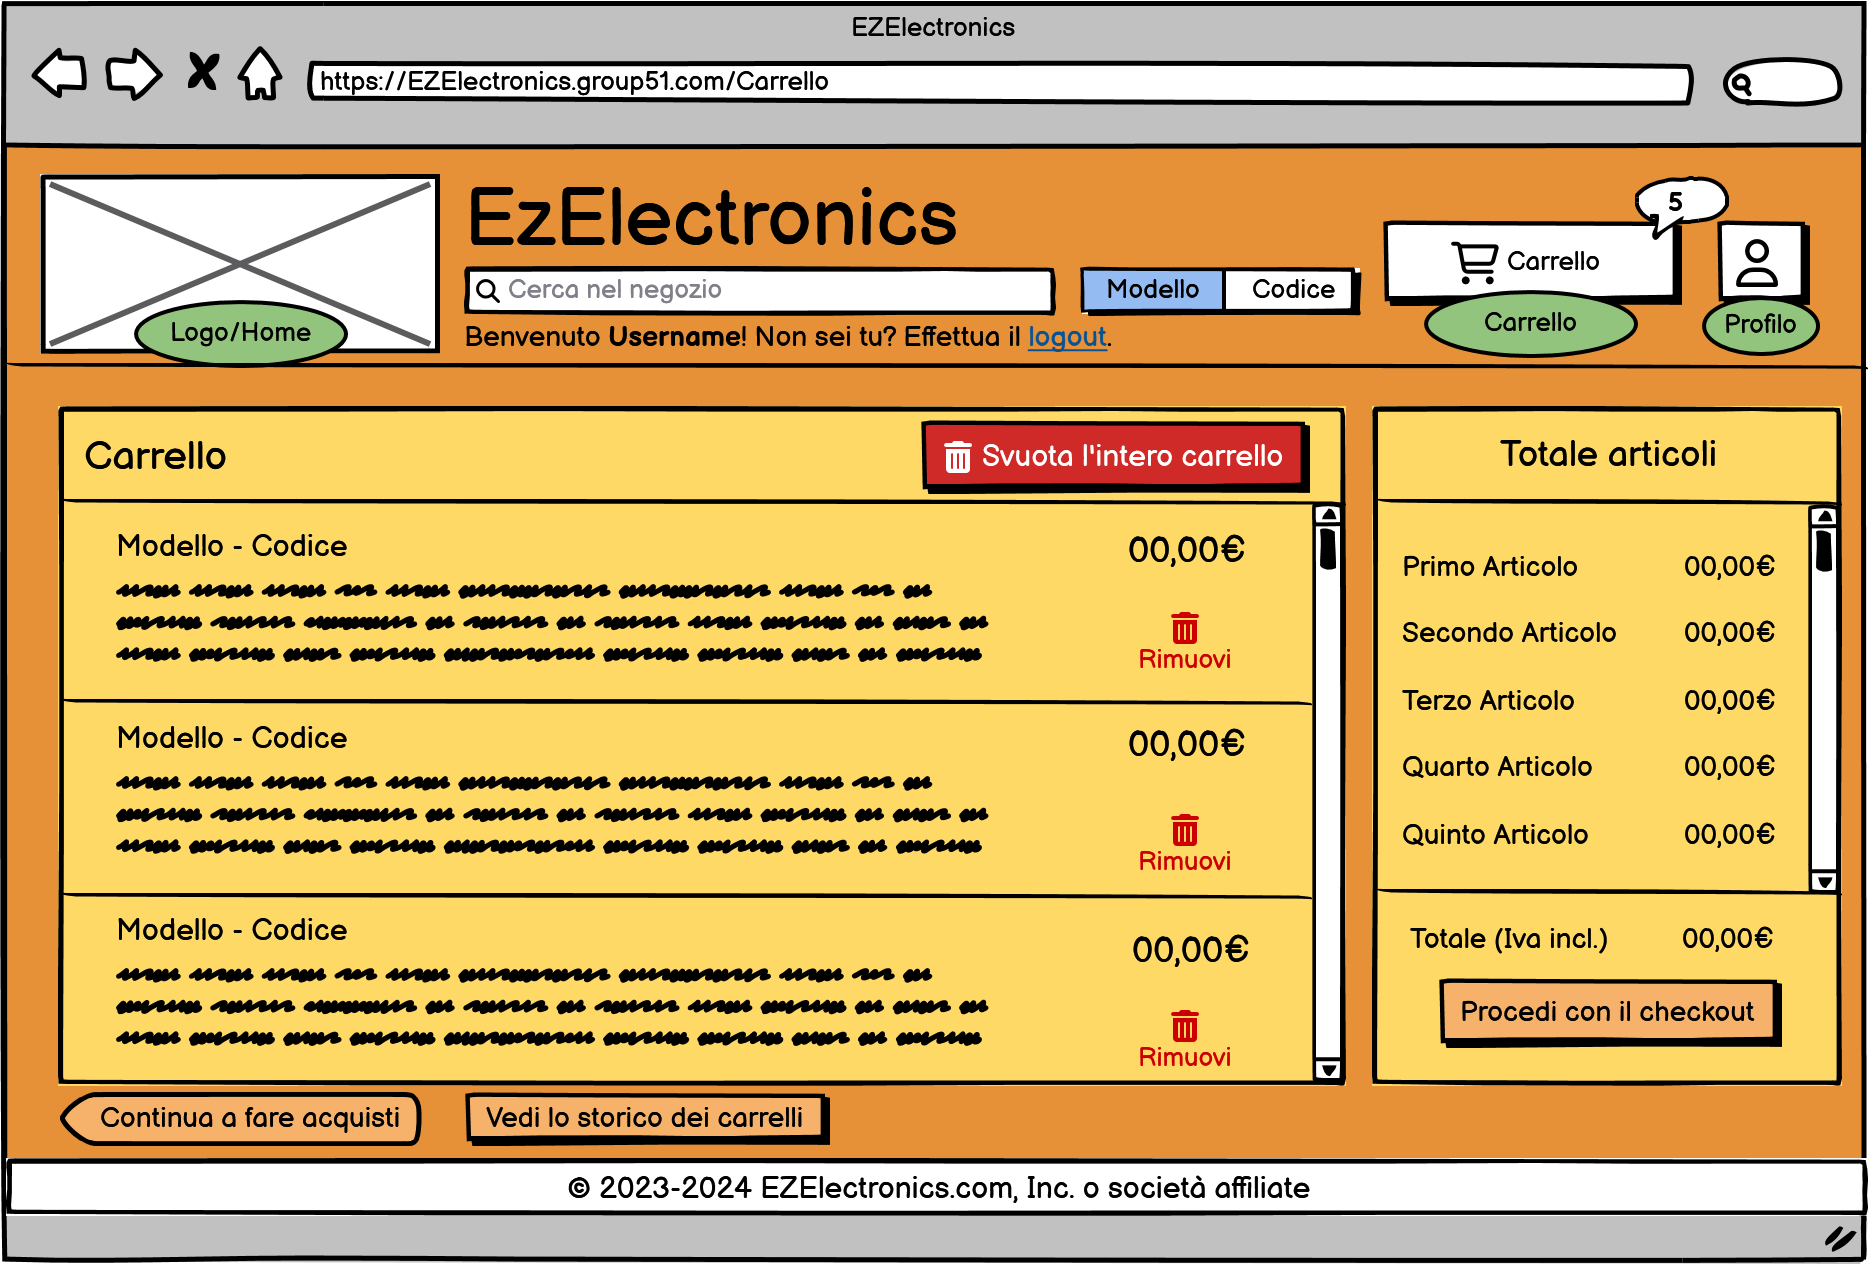 EZElectronics
https://EZElectronics.group51.com/Carrello
EzElectronics
5
Carrello
Cerca nel negozio
Modello
Codice
Logo/Home
Benvenuto Username! Non sei tu? Effettua il logout.
Carrello
Profilo
Carrello
Svuota l'intero carrello
Modello - Codice
00,00€
Rimuovi
Modello - Codice
00,00€
Rimuovi
Modello - Codice
00,00€
Rimuovi
Totale articoli
Primo Articolo 00,00€
Secondo Articolo 00,00€
Terzo Articolo 00,00€
Quarto Articolo 00,00€
Quinto Articolo 00,00€
Totale (Iva incl.) 00,00€
Procedi con il checkout
Continua a fare acquisti
Vedi lo storico dei carrelli
© 2023-2024 EZElectronics.com, Inc. o società affiliate